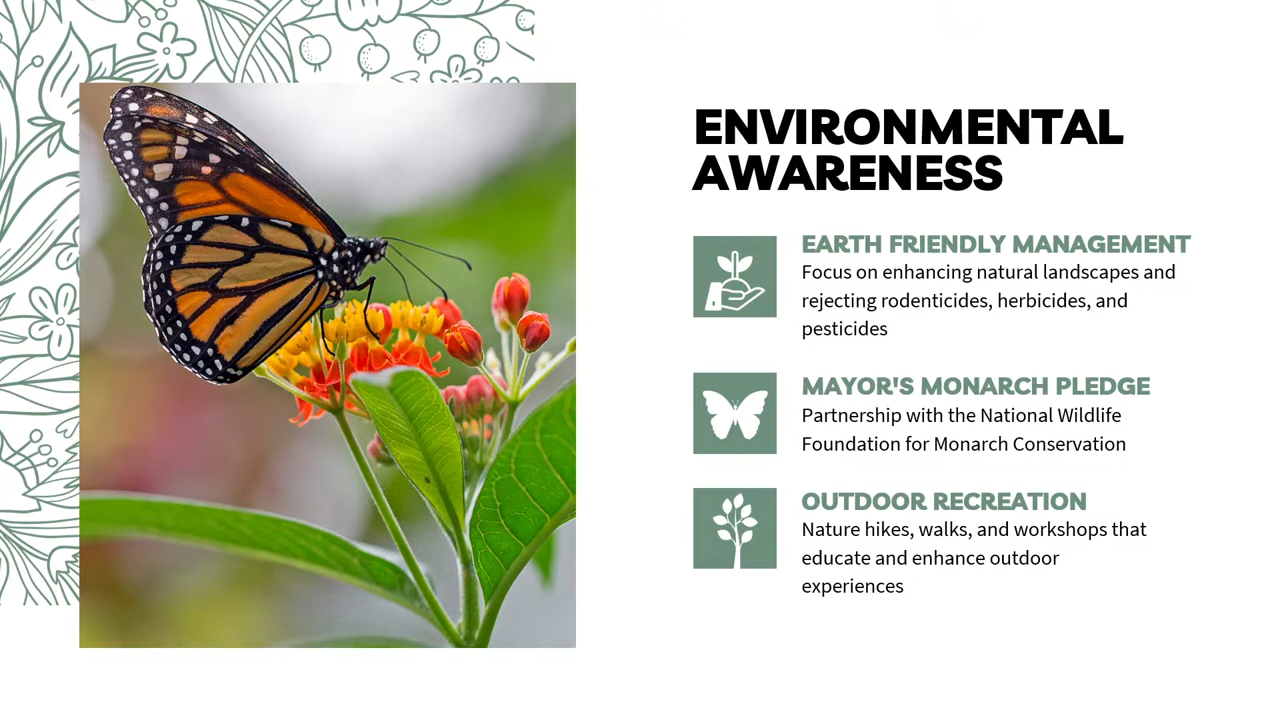 ENVIRONMENTAL
AWARENESS
EARTH FRIENDLY MANAGEMENT
Focus on enhancing natural landscapes and
rejecting rodenticides, herbicides, and
pesticides
MAYOR'S MONARCH PLEDGE
Partnership with the National Wildlife
Foundation for Monarch Conservation
OUTDOOR RECREATION
Nature hikes, walks, and workshops that
educate and enhance outdoor
experiences